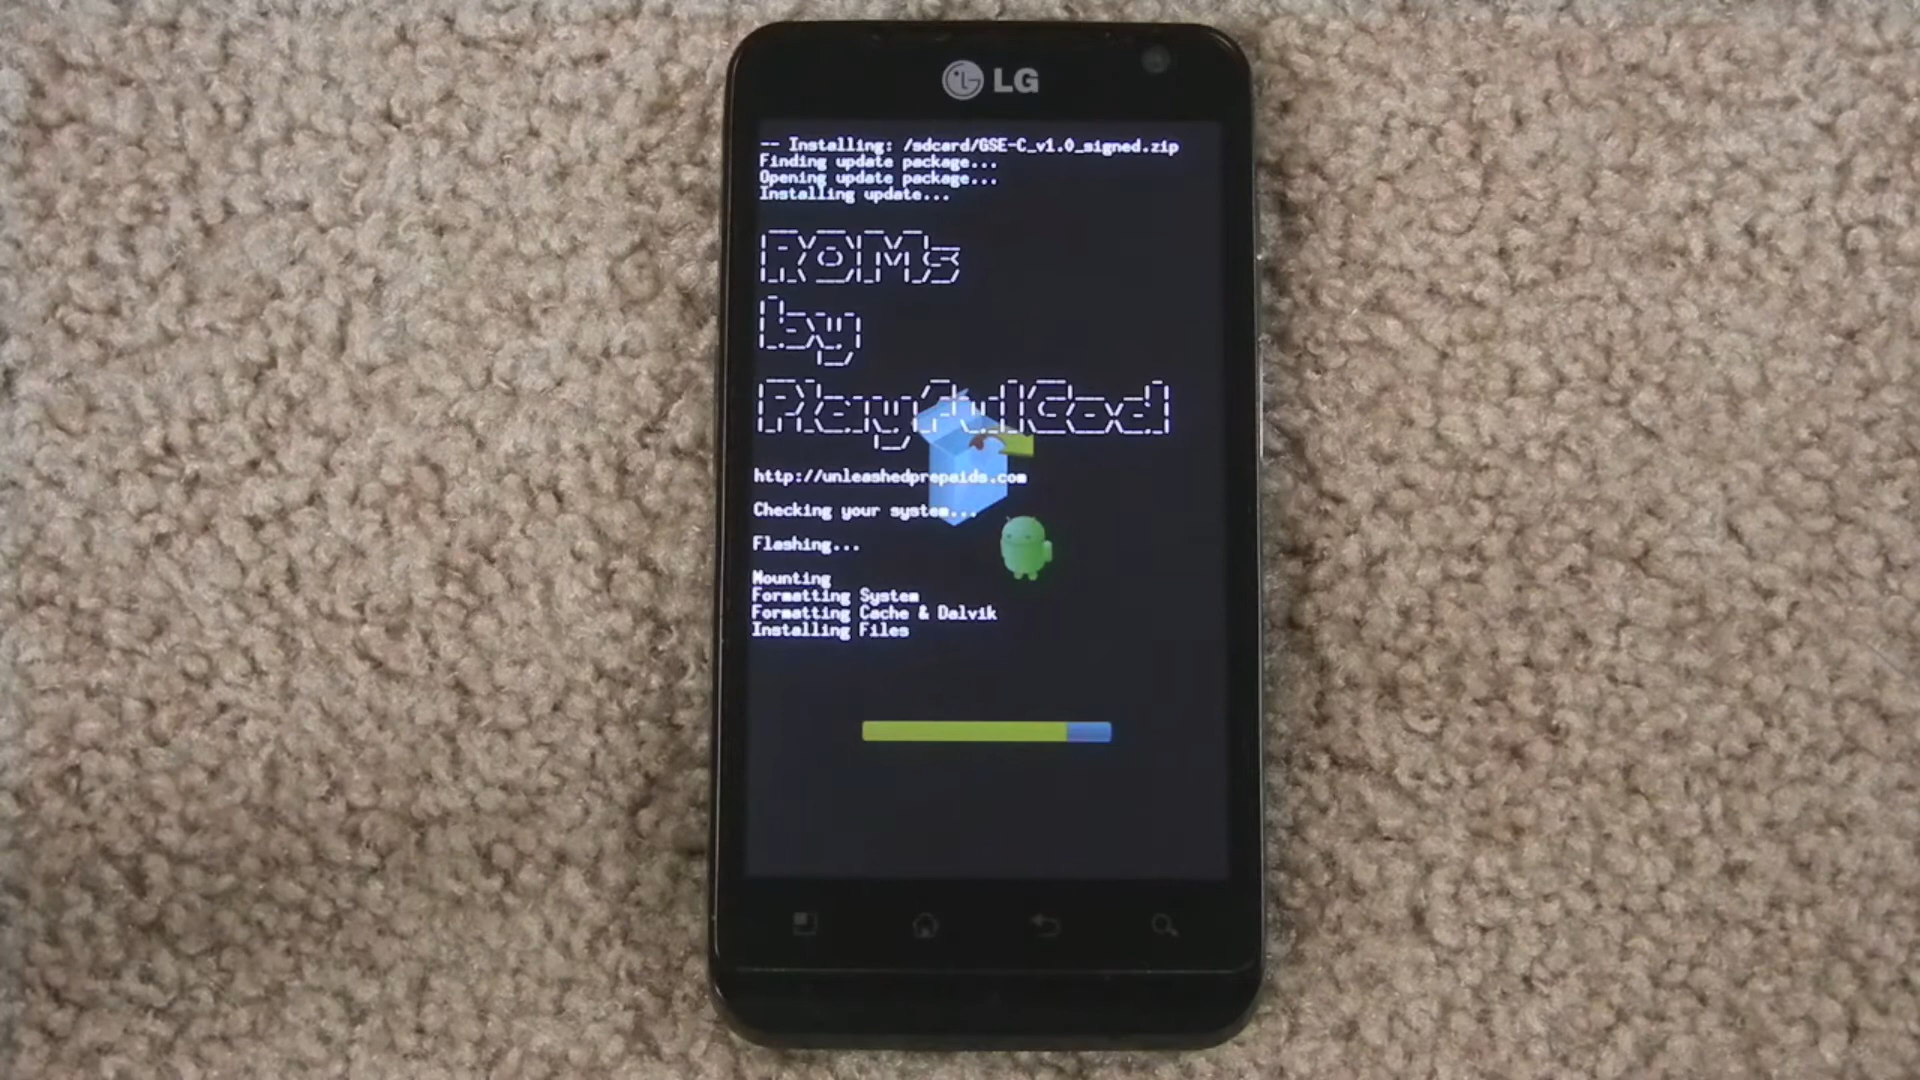 LG
-- Installing: /sdcard/GSE-C_v1.0_signed.zip
Finding update package...
Opening update package...
Installing update...
ROMs
by
PlayfulGod
http://unleashedprepaids.com
Checking your system...
Flashing...
Mounting
Formatting System
Formatting Cache & Dalvik
Installing Files